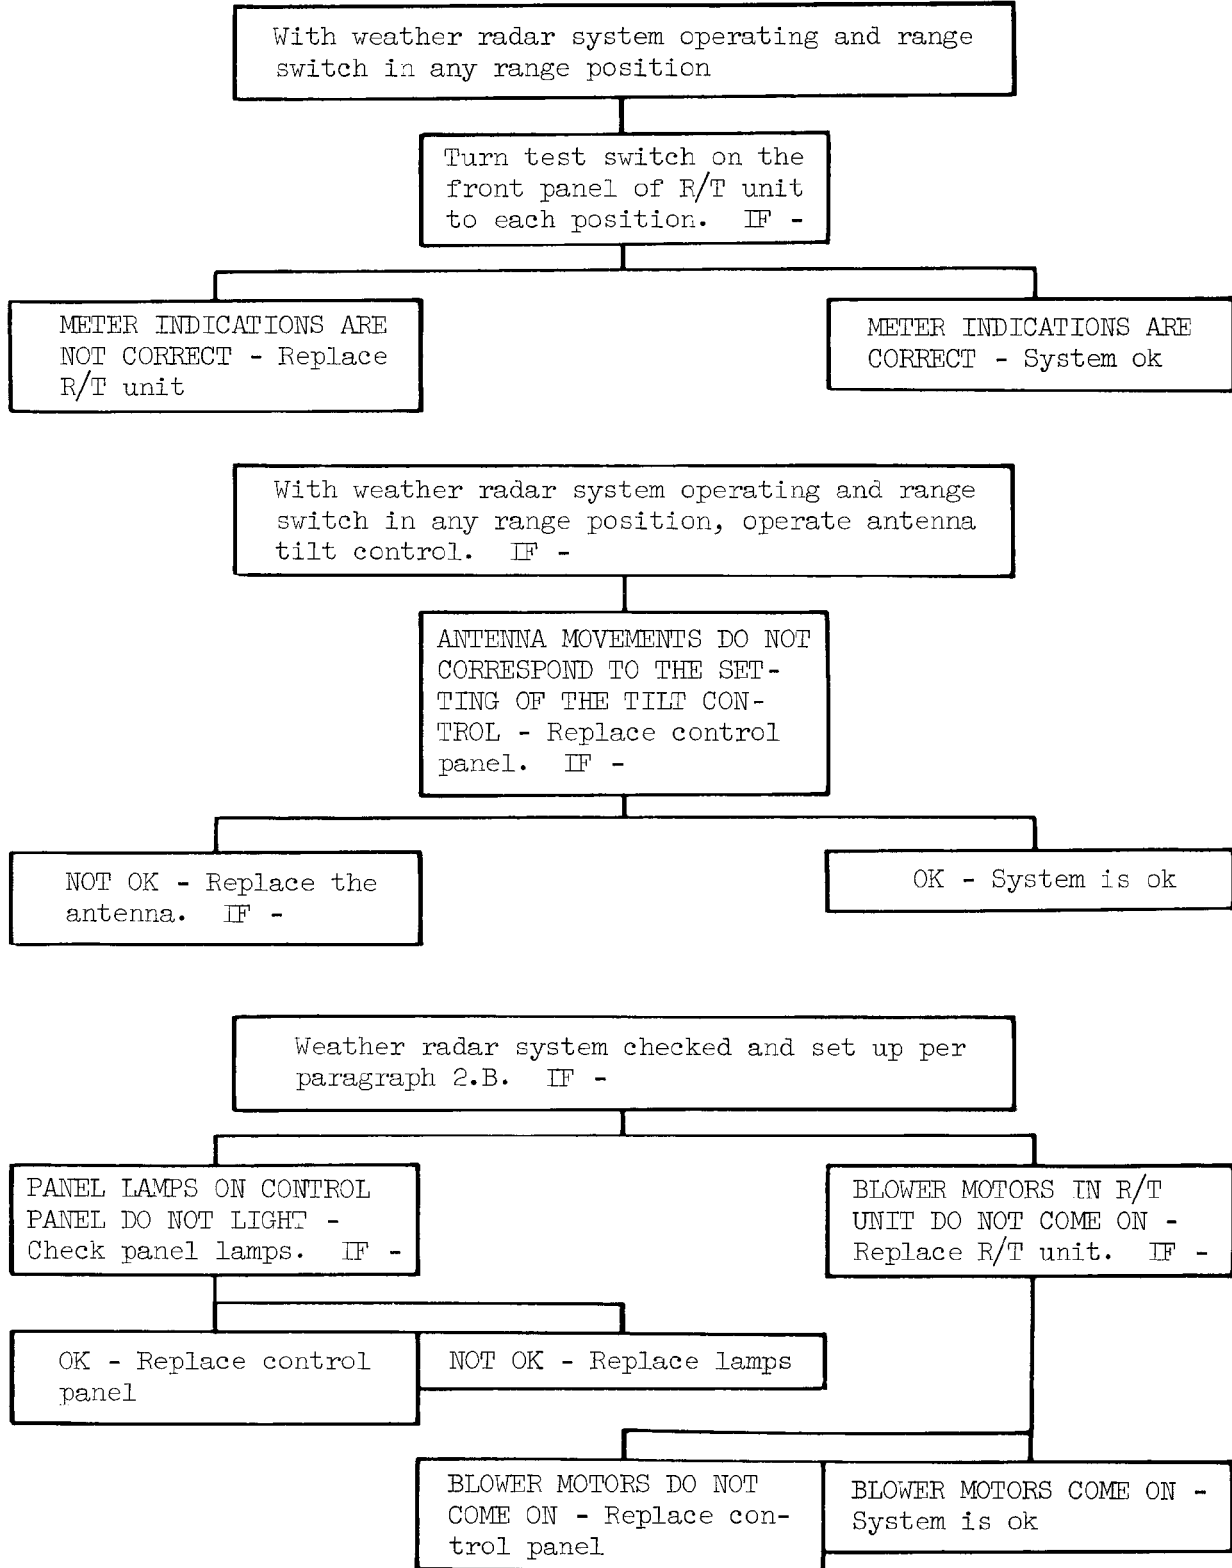 With weather radar system operating and range
switch in any range position
Turn test switch on the
front panel of R/T unit
to each position. IF -
METER INDICATIONS ARE
NOT CORRECT - Replace
R/T unit
METER INDICATIONS ARE
CORRECT - System ok
With weather radar system operating and range
switch in any range position, operate antenna
tilt control. IF -
ANTENNA MOVEMENTS DO NOT
CORRESPOND TO THE SET-
TING OF THE TILT CON-
TROL - Replace control
panel. IF -
NOT OK - Replace the
antenna. IF -
OK - System is ok
Weather radar system checked and set up per
paragraph 2.B. IF -
PANEL LAMPS ON CONTROL
PANEL DO NOT LIGHT -
Check panel lamps. IF -
BLOWER MOTORS IN R/T
UNIT DO NOT COME ON -
Replace R/T unit. IF -
OK - Replace control
panel
NOT OK - Replace lamps
BLOWER MOTORS DO NOT
COME ON - Replace con-
trol panel
BLOWER MOTORS COME ON -
System is ok